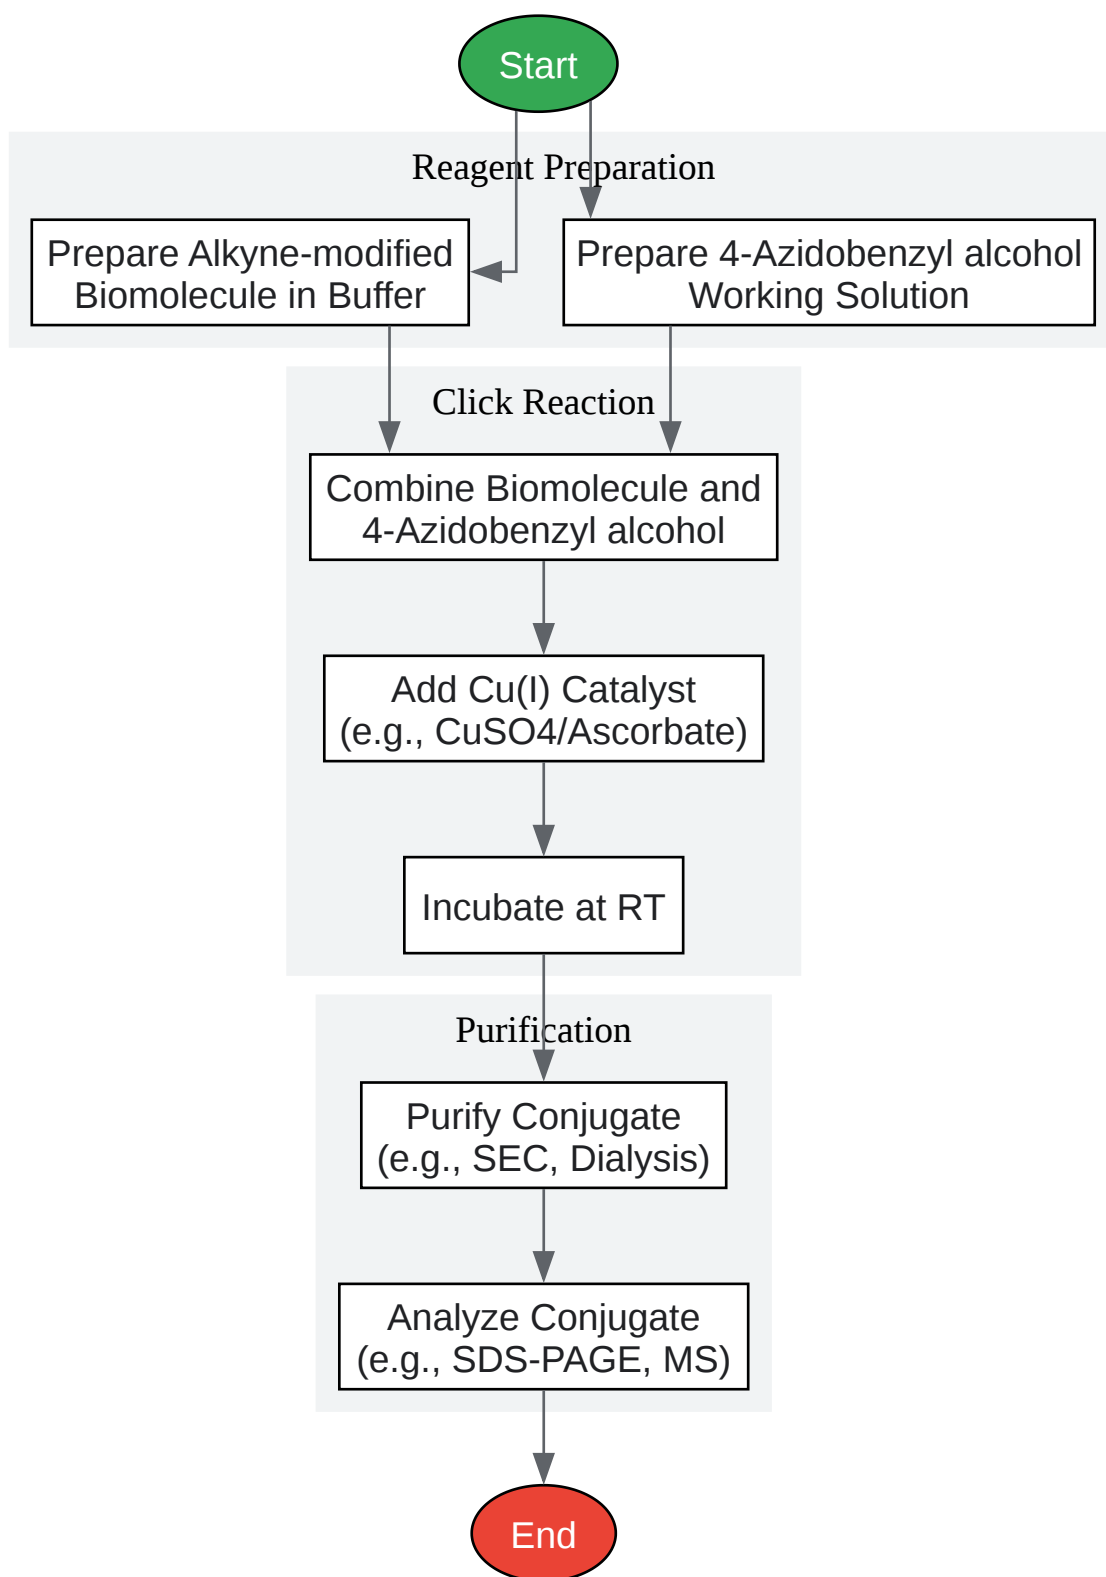 Start
Reagent Preparation
Prepare Alkyne-modified
Biomolecule in Buffer
Prepare 4-Azidobenzyl alcohol
Working Solution
Click Reaction
Combine Biomolecule and
4-Azidobenzyl alcohol
Add Cu(I) Catalyst
(e.g., CuSO4/Ascorbate)
Incubate at RT
Purification
Purify Conjugate
(e.g., SEC, Dialysis)
Analyze Conjugate
(e.g., SDS-PAGE, MS)
End